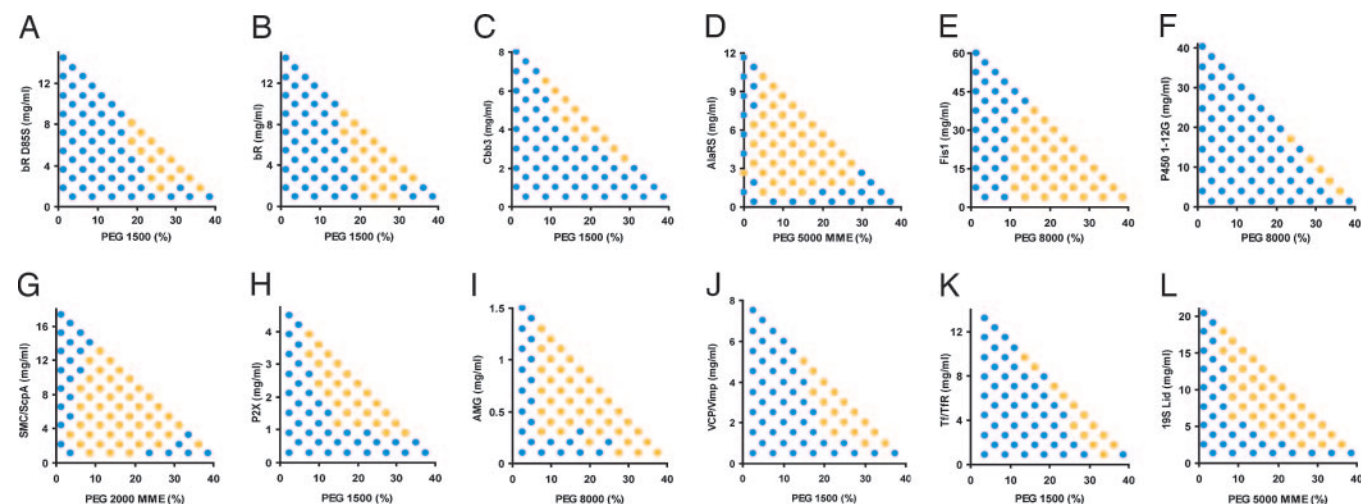 A B C D E F
bR D85S (mg/ml)
12
8
4
0
0 10 20 30 40
PEG 1500 (%)
bR (mg/ml)
12
8
4
0
0 10 20 30 40
PEG 1500 (%)
Cbb3 (mg/ml)
8
6
4
2
0
0 10 20 30 40
PEG 1500 (%)
AlaRS (mg/ml)
12
9
6
3
0
0 10 20 30 40
PEG 5000 MME (%)
Fis1 (mg/ml)
60
45
30
15
0
0 10 20 30 40
PEG 8000 (%)
P450 1-12G (mg/ml)
40
30
20
10
0
0 10 20 30 40
PEG 8000 (%)
G H I J K L
SMC/ScpA (mg/ml)
16
12
8
4
0
0 10 20 30 40
PEG 2000 MME (%)
P2X (mg/ml)
4
3
2
1
0
0 10 20 30 40
PEG 1500 (%)
AMG (mg/ml)
1.5
1
0.5
0
0 10 20 30 40
PEG 8000 (%)
VCP/Vimp (mg/ml)
8
6
4
2
0
0 10 20 30 40
PEG 1500 (%)
Tf/TfR (mg/ml)
12
8
4
0
0 10 20 30 40
PEG 1500 (%)
19S Lid (mg/ml)
20
15
10
5
0
0 10 20 30 40
PEG 5000 MME (%)